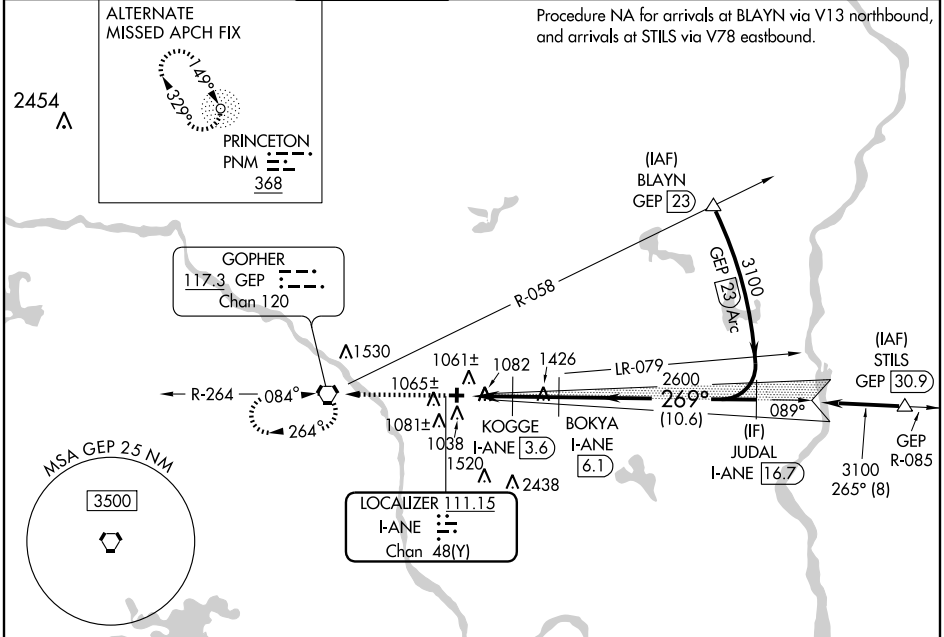 ALTERNATE
MISSED APCH FIX
149°
329°
PRINCETON
PNM
368
Procedure NA for arrivals at BLAYN via V13 northbound,
and arrivals at STILS via V78 eastbound.
2454
(IAF)
BLAYN
GEP 23
3100
GEP 23 Arc
R-058
GOPHER
117.3 GEP
Chan 120
1530
1061±
1082
1426
LR-079
2600
269°
(10.6)
089°
(IAF)
STILS
GEP 30.9
R-264
084°
264°
1065±
1081±
1038
KOGGE
I-ANE 3.6
BOKYA
I-ANE
6.1
(IF)
JUDAL
I-ANE 16.7
3100
265° (8)
GEP
R-085
1520
2438
LOCALIZER 111.15
I-ANE
Chan 48(Y)
MSA GEP 25 NM
3500